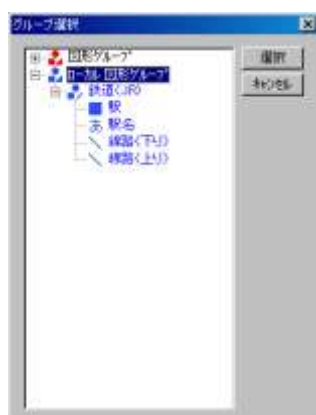 グループ選択
図形グループ
選択
ローカル 図形グループ
キャンセル
鉄道(JR)
駅
あ 駅名
線路(下り)
線路(上り)